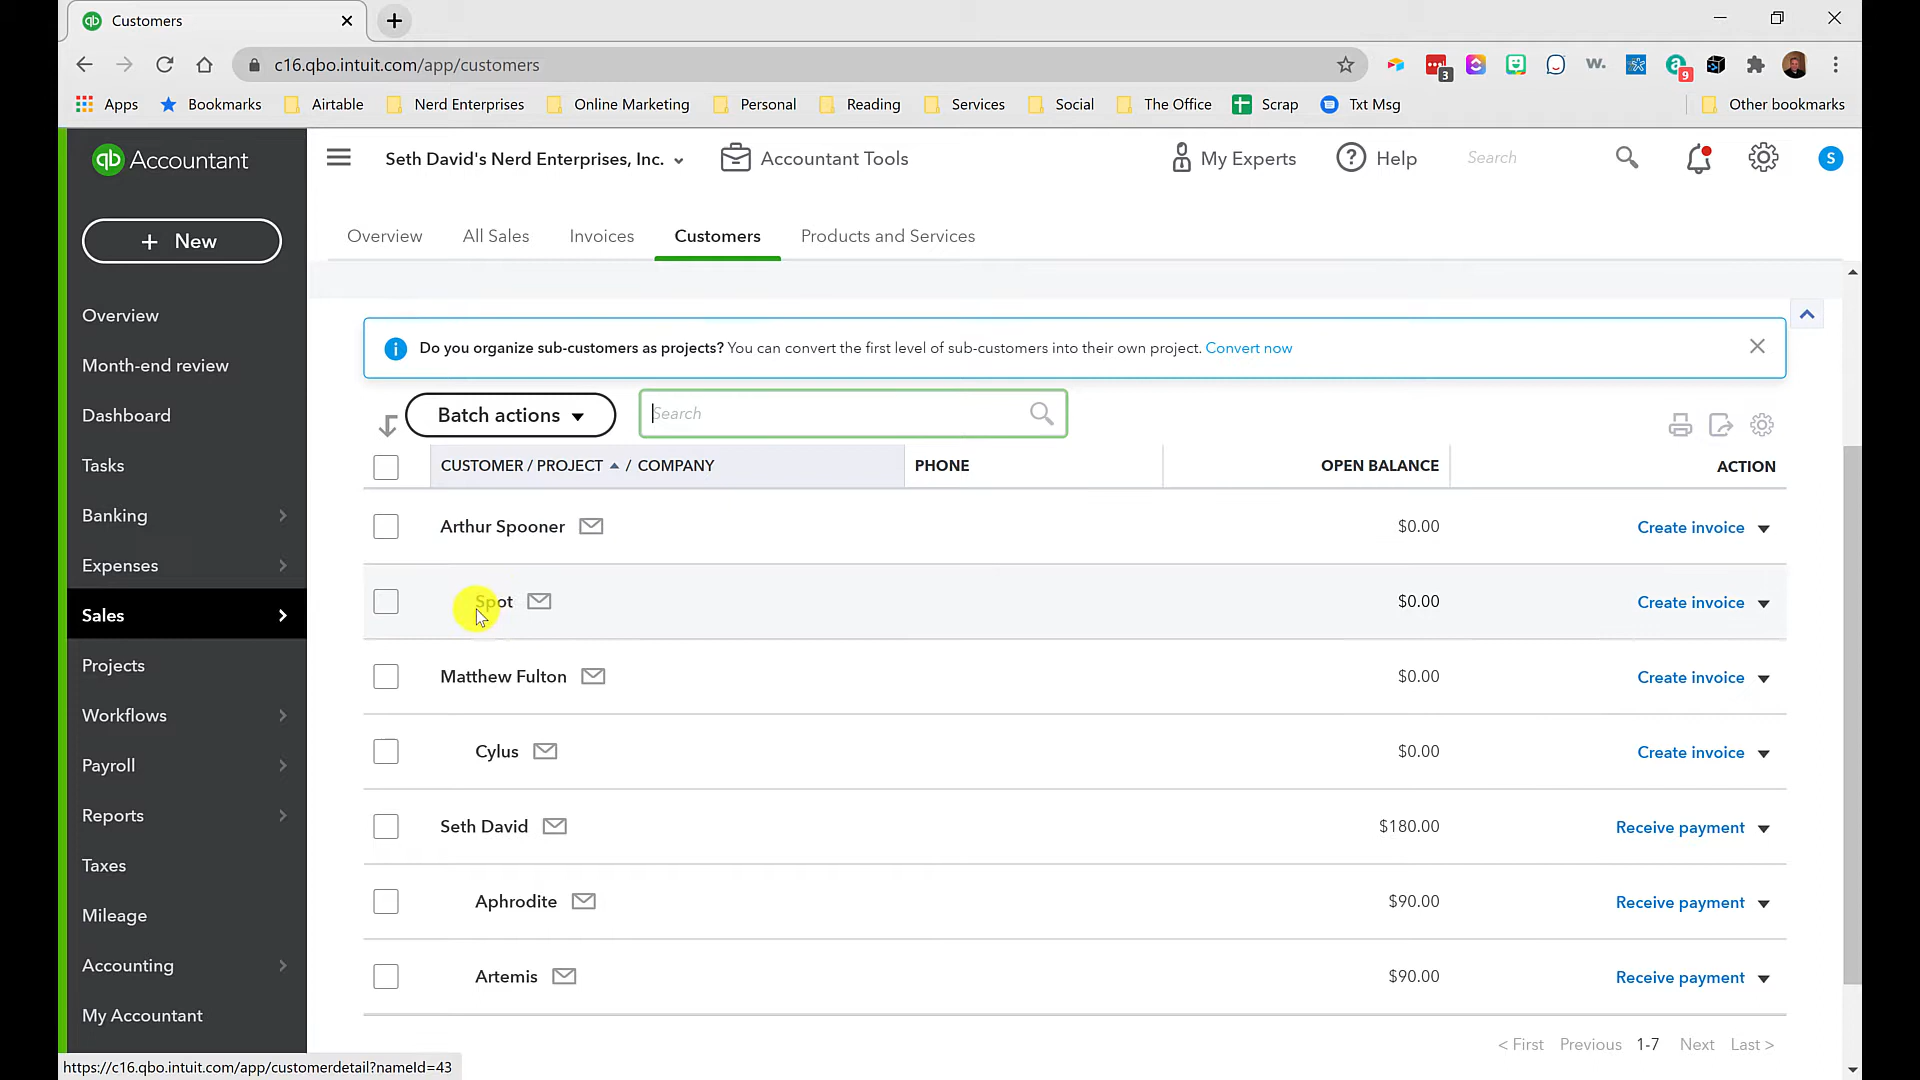 Customers
c16.qbo.intuit.com/app/customers
3
w.
9
Apps Bookmarks Airtable Nerd Enterprises Online Marketing Personal Reading Services Social The Office Scrap Txt Msg Other bookmarks
qb Accountant
Seth David's Nerd Enterprises, Inc. Accountant Tools My Experts Help Search S
+ New
Overview All Sales Invoices Customers Products and Services
Overview
Month-end review
Dashboard
Tasks
Banking
Expenses
Sales
Projects
Workflows
Payroll
Reports
Taxes
Mileage
Accounting
My Accountant
Do you organize sub-customers as projects? You can convert the first level of sub-customers into their own project. Convert now
Batch actions Search
CUSTOMER / PROJECT / COMPANY PHONE OPEN BALANCE ACTION
Arthur Spooner $0.00 Create invoice
Spot $0.00 Create invoice
Matthew Fulton $0.00 Create invoice
Cylus $0.00 Create invoice
Seth David $180.00 Receive payment
Aphrodite $90.00 Receive payment
Artemis $90.00 Receive payment
< First Previous 1-7 Next Last >
https://c16.qbo.intuit.com/app/customerdetail?nameId=43